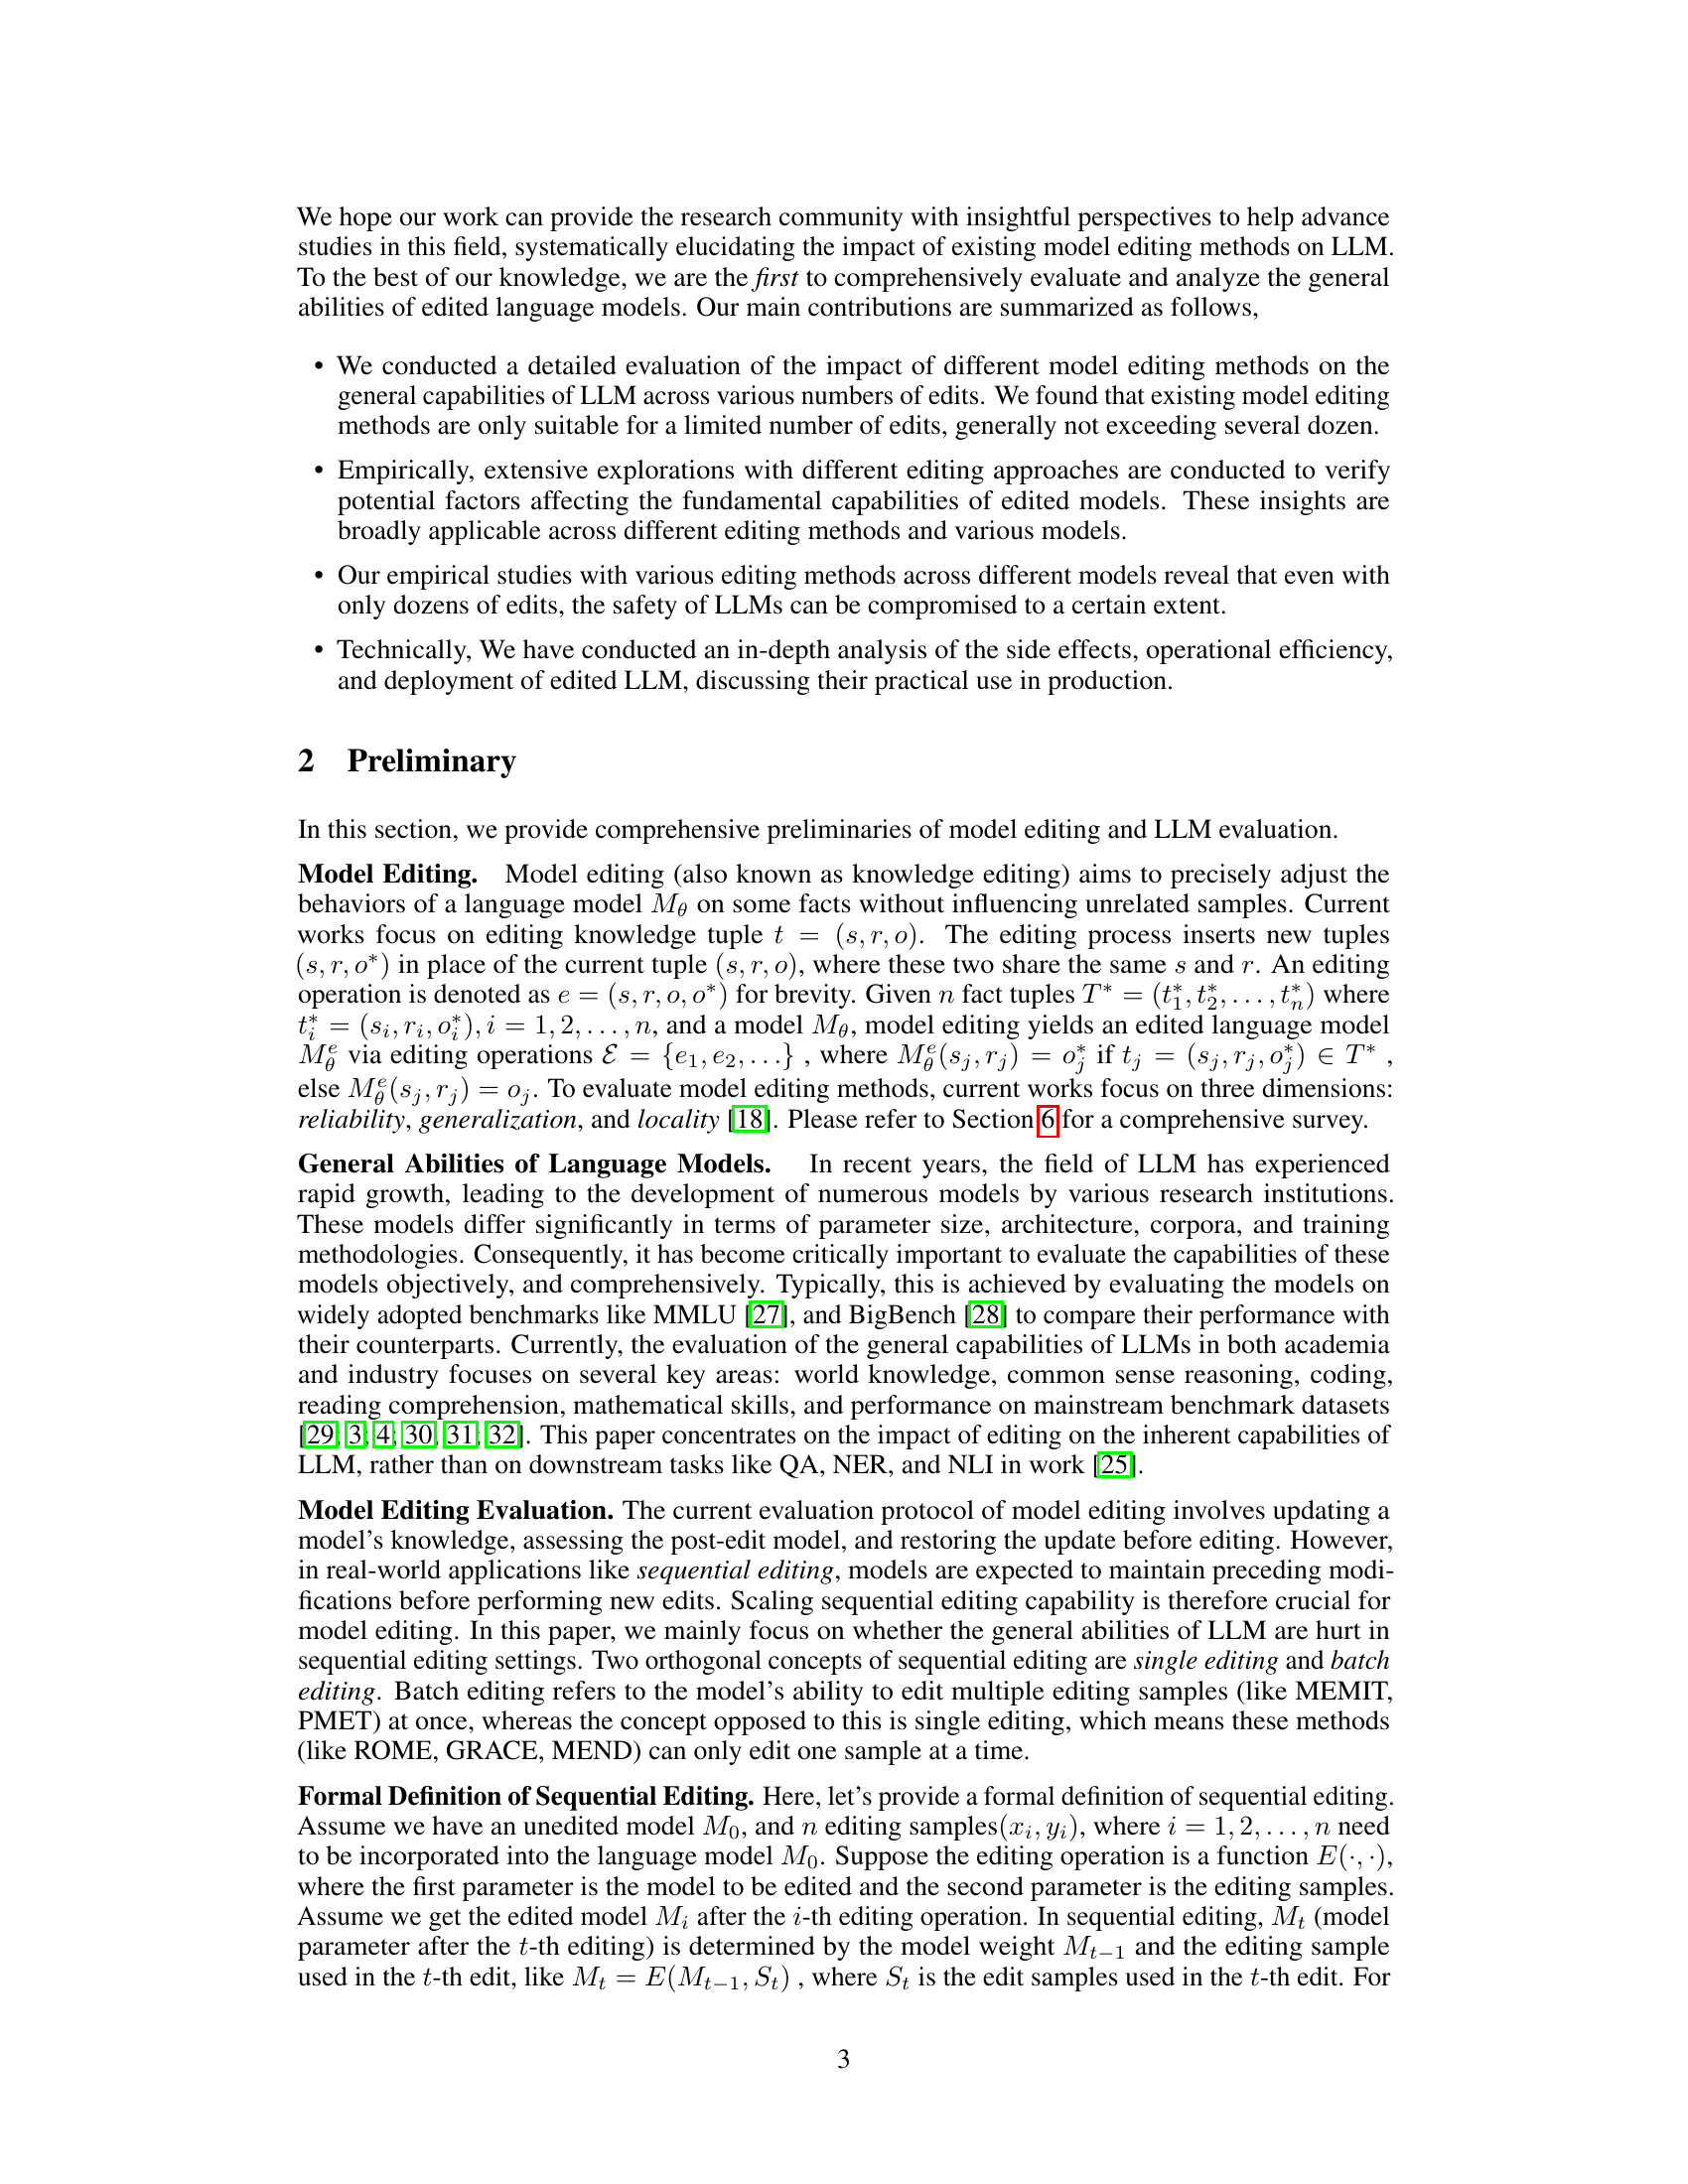 We hope our work can provide the research community with insightful perspectives to help advance
studies in this field, systematically elucidating the impact of existing model editing methods on LLM.
To the best of our knowledge, we are the first to comprehensively evaluate and analyze the general
abilities of edited language models. Our main contributions are summarized as follows,
• We conducted a detailed evaluation of the impact of different model editing methods on the
general capabilities of LLM across various numbers of edits. We found that existing model editing
methods are only suitable for a limited number of edits, generally not exceeding several dozen.
• Empirically, extensive explorations with different editing approaches are conducted to verify
potential factors affecting the fundamental capabilities of edited models. These insights are
broadly applicable across different editing methods and various models.
• Our empirical studies with various editing methods across different models reveal that even with
only dozens of edits, the safety of LLMs can be compromised to a certain extent.
• Technically, We have conducted an in-depth analysis of the side effects, operational efficiency,
and deployment of edited LLM, discussing their practical use in production.
2 Preliminary
In this section, we provide comprehensive preliminaries of model editing and LLM evaluation.
Model Editing. Model editing (also known as knowledge editing) aims to precisely adjust the
behaviors of a language model M_θ on some facts without influencing unrelated samples. Current
works focus on editing knowledge tuple t = (s, r, o). The editing process inserts new tuples
(s, r, o*) in place of the current tuple (s, r, o), where these two share the same s and r. An editing
operation is denoted as e = (s, r, o, o*) for brevity. Given n fact tuples T* = (t*_1, t*_2, . . . , t*_n) where
t*_i = (s_i, r_i, o*_i), i = 1, 2, . . . , n, and a model M_θ, model editing yields an edited language model
M^e_θ via editing operations ℰ = {e_1, e_2, . . .} , where M^e_θ(s_j, r_j) = o*_j if t_j = (s_j, r_j, o*_j) ∈ T* ,
else M^e_θ(s_j, r_j) = o_j. To evaluate model editing methods, current works focus on three dimensions:
reliability, generalization, and locality [18]. Please refer to Section 6 for a comprehensive survey.
General Abilities of Language Models. In recent years, the field of LLM has experienced
rapid growth, leading to the development of numerous models by various research institutions.
These models differ significantly in terms of parameter size, architecture, corpora, and training
methodologies. Consequently, it has become critically important to evaluate the capabilities of these
models objectively, and comprehensively. Typically, this is achieved by evaluating the models on
widely adopted benchmarks like MMLU [27], and BigBench [28] to compare their performance with
their counterparts. Currently, the evaluation of the general capabilities of LLMs in both academia
and industry focuses on several key areas: world knowledge, common sense reasoning, coding,
reading comprehension, mathematical skills, and performance on mainstream benchmark datasets
[29; 3; 4; 30; 31; 32]. This paper concentrates on the impact of editing on the inherent capabilities of
LLM, rather than on downstream tasks like QA, NER, and NLI in work [25].
Model Editing Evaluation. The current evaluation protocol of model editing involves updating a
model's knowledge, assessing the post-edit model, and restoring the update before editing. However,
in real-world applications like sequential editing, models are expected to maintain preceding modi-
fications before performing new edits. Scaling sequential editing capability is therefore crucial for
model editing. In this paper, we mainly focus on whether the general abilities of LLM are hurt in
sequential editing settings. Two orthogonal concepts of sequential editing are single editing and batch
editing. Batch editing refers to the model's ability to edit multiple editing samples (like MEMIT,
PMET) at once, whereas the concept opposed to this is single editing, which means these methods
(like ROME, GRACE, MEND) can only edit one sample at a time.
Formal Definition of Sequential Editing. Here, let's provide a formal definition of sequential editing.
Assume we have an unedited model M_0, and n editing samples(x_i, y_i), where i = 1, 2, . . . , n need
to be incorporated into the language model M_0. Suppose the editing operation is a function E(·, ·),
where the first parameter is the model to be edited and the second parameter is the editing samples.
Assume we get the edited model M_i after the i-th editing operation. In sequential editing, M_t (model
parameter after the t-th editing) is determined by the model weight M_{t−1} and the editing sample
used in the t-th edit, like M_t = E(M_{t−1}, S_t) , where S_t is the edit samples used in the t-th edit. For
3